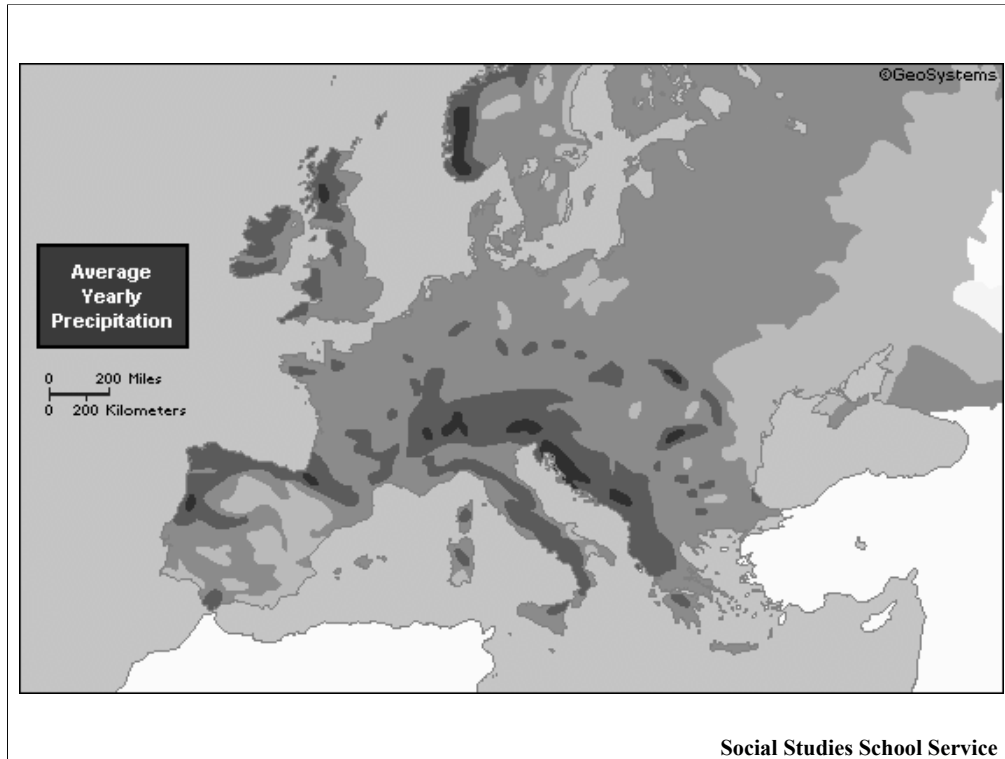 ©GeoSystems
Average
Yearly
Precipitation
0 200 Miles
0 200 Kilometers
Social Studies School Service